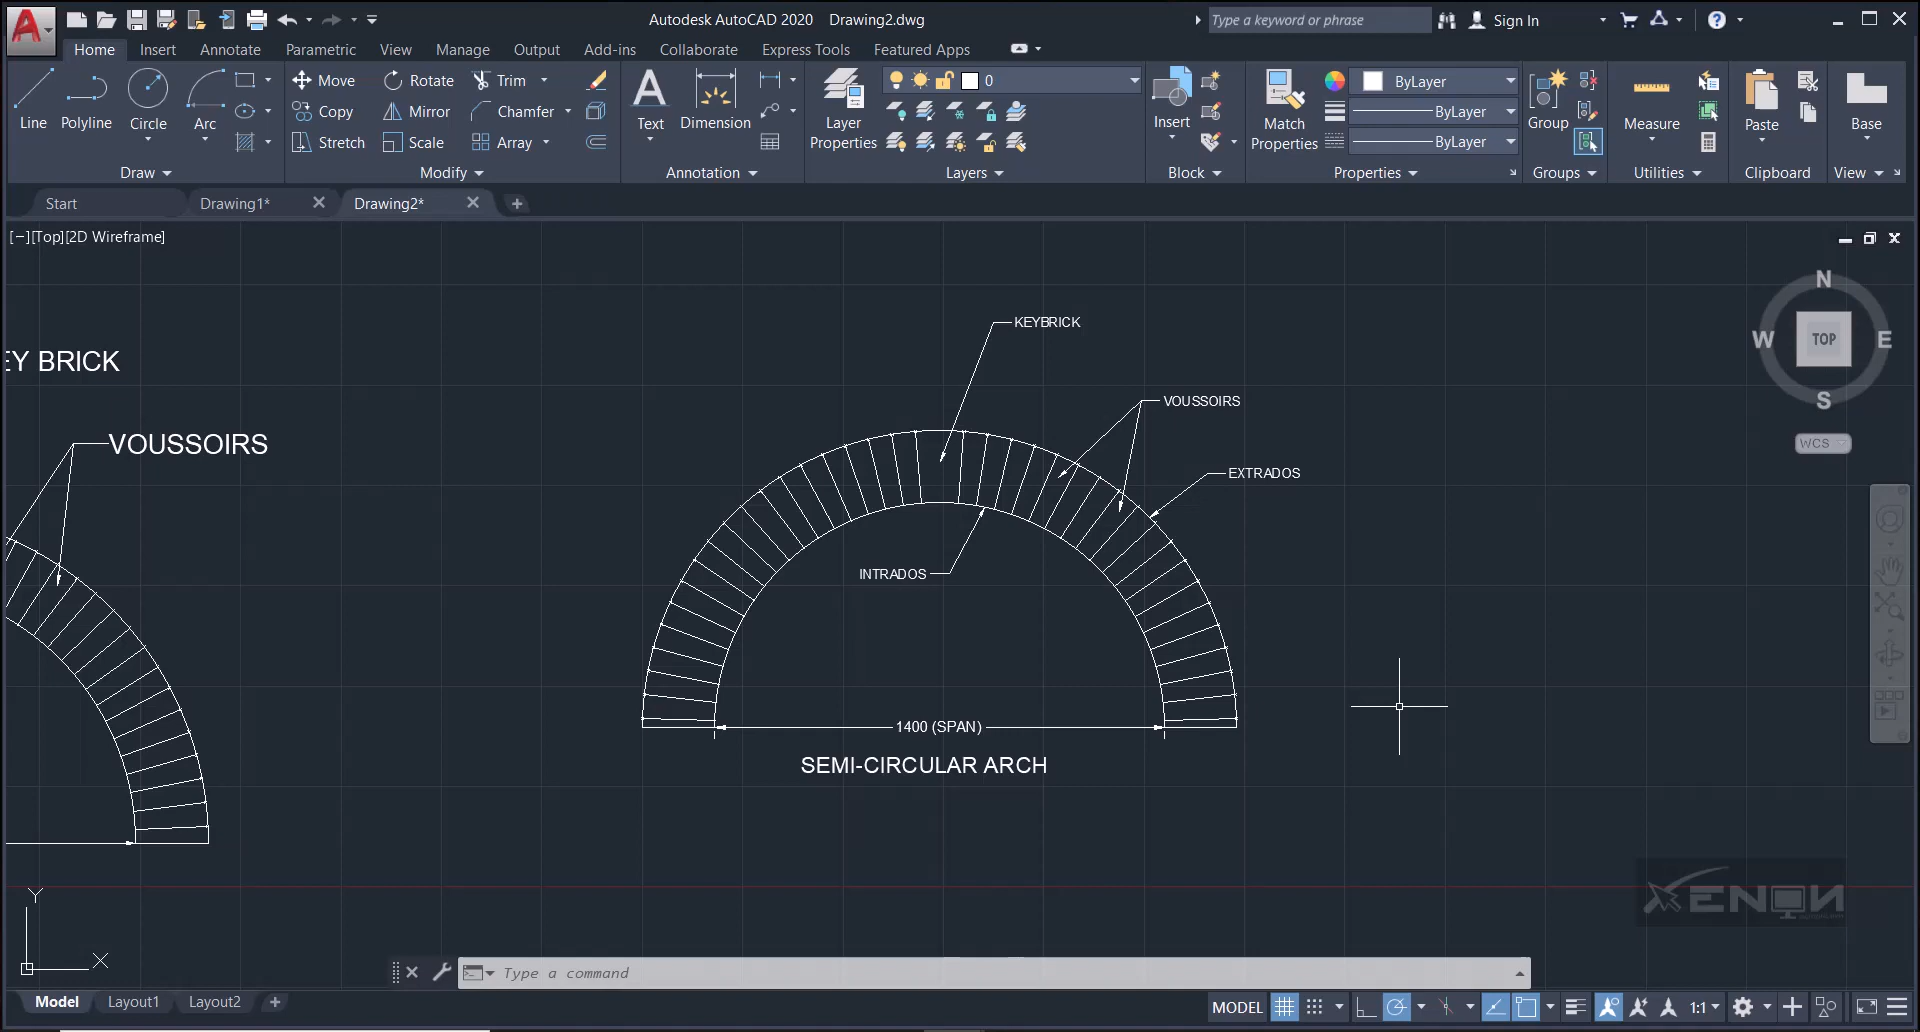 Autodesk AutoCAD 2020 Drawing2.dwg
Type a keyword or phrase
Sign In
Home Insert Annotate Parametric View Manage Output Add-ins Collaborate Express Tools Featured Apps
Line Polyline Circle Arc
Draw
Move Rotate Trim
Copy Mirror Chamfer
Stretch Scale Array
Modify
Text Dimension
Annotation
Layer Properties
0
Layers
Insert
Block
Match Properties
ByLayer
ByLayer
ByLayer
Properties
Group
Groups
Measure
Utilities
Paste
Clipboard
Base
View
Start Drawing1* Drawing2*
[−][Top][2D Wireframe]
N
W TOP E
S
WCS
KEYBRICK
EY BRICK
VOUSSOIRS
VOUSSOIRS
EXTRADOS
INTRADOS
1400 (SPAN)
SEMI-CIRCULAR ARCH
XENON
Y
X
Type a command
Model Layout1 Layout2
MODEL 1:1